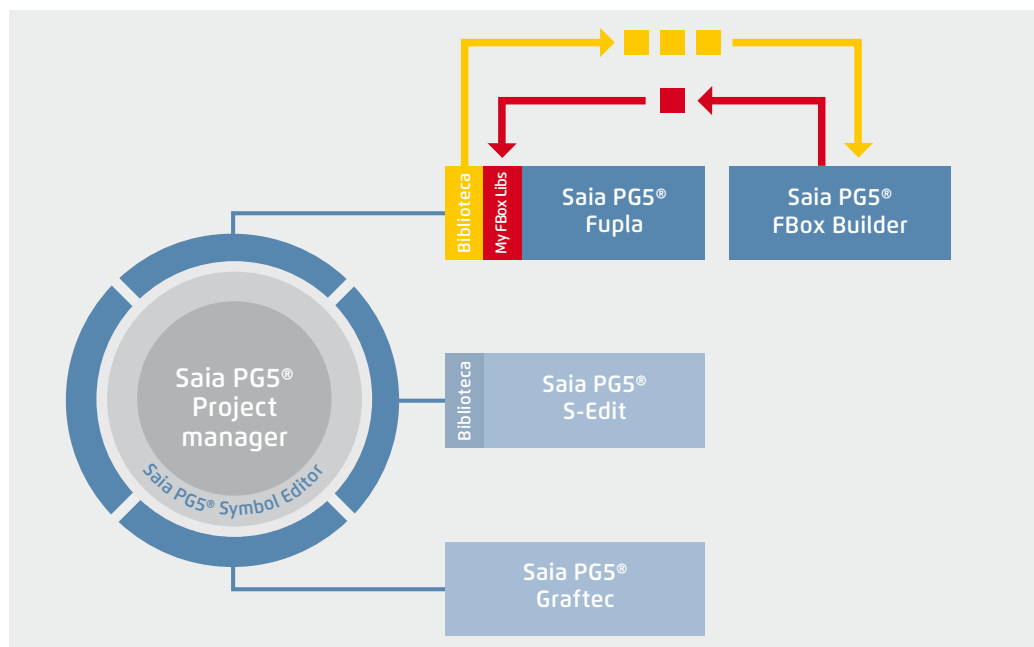 Biblioteca
My FBox Libs
Saia PG5®
Fupla
Saia PG5®
FBox Builder
Saia PG5®
Project
manager
Saia PG5® Symbol Editor
Biblioteca
Saia PG5®
S-Edit
Saia PG5®
Graftec